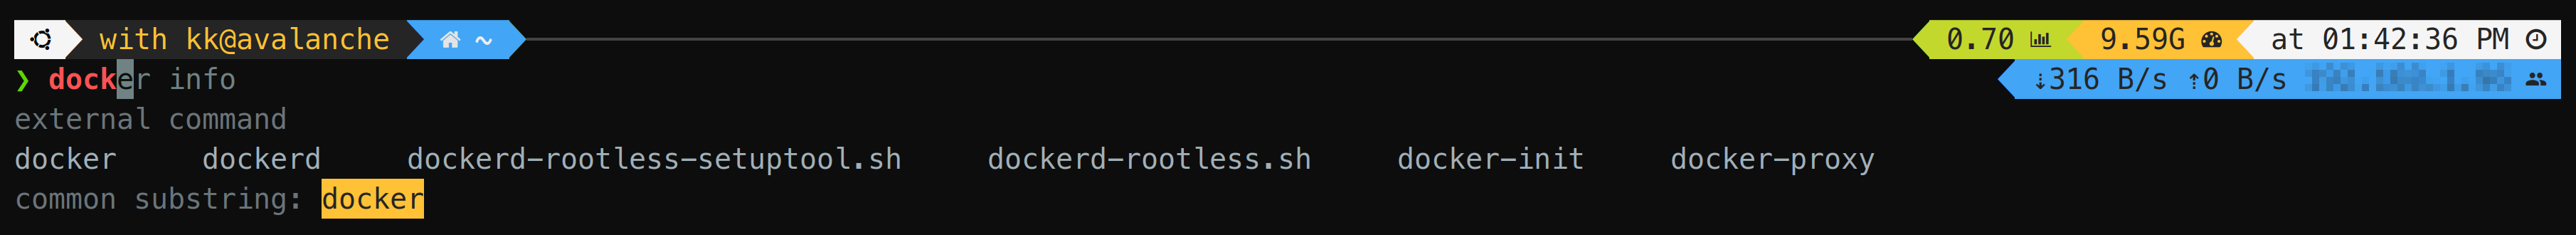 with kk@avalanche ~ 0.70 9.59G at 01:42:36 PM
❯ docker info ⇣316 B/s ⇡0 B/s
external command
docker dockerd dockerd-rootless-setuptool.sh dockerd-rootless.sh docker-init docker-proxy
common substring: docker